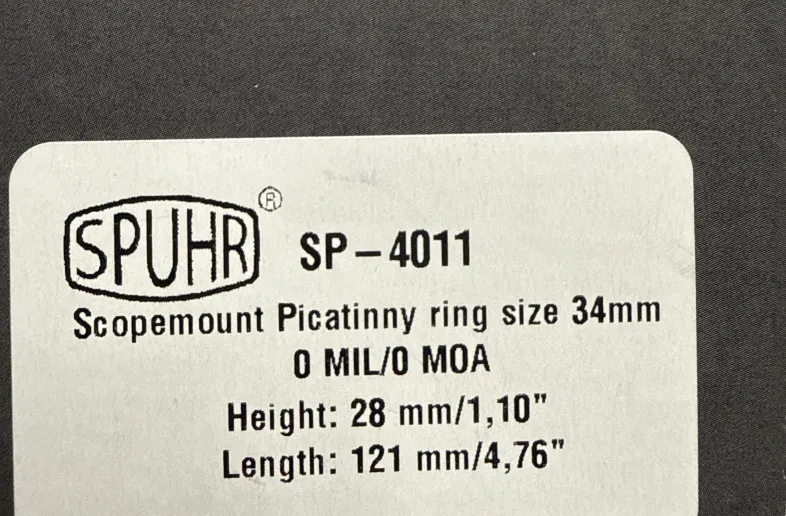 SPUHR® SP-4011
Scopemount Picatinny ring size 34mm
0 MIL/0 MOA
Height: 28 mm/1,10"
Length: 121 mm/4,76"